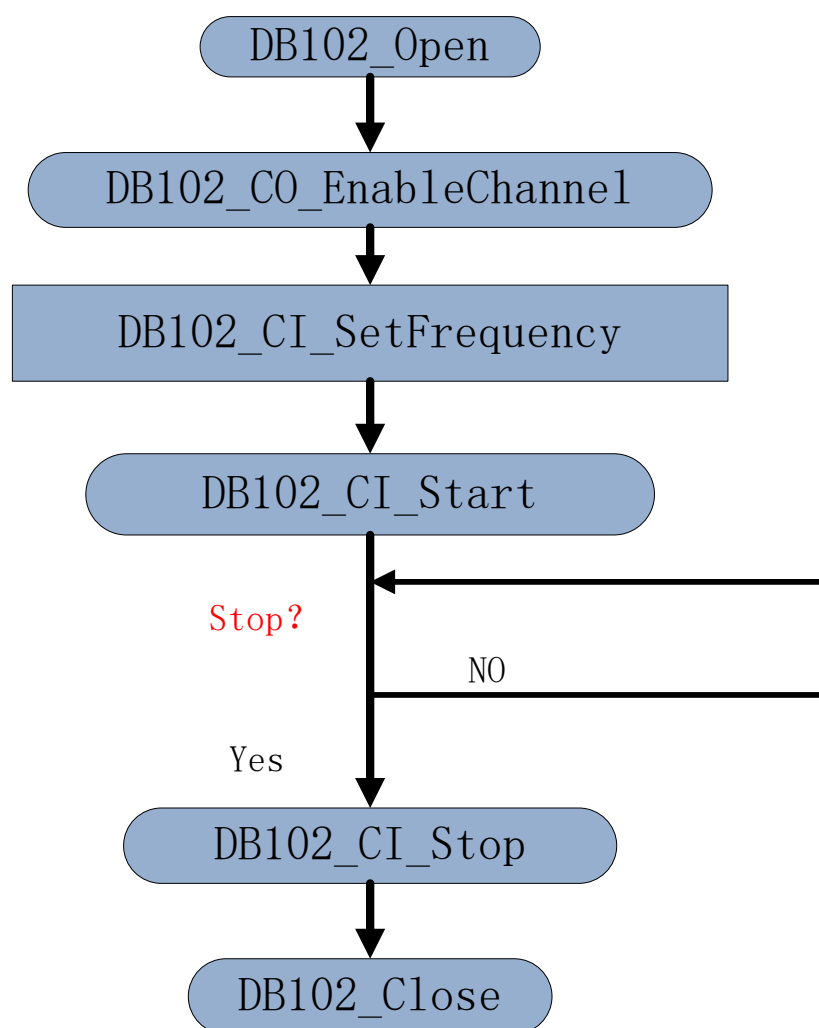 DB102_Open
DB102_CO_EnableChannel
DB102_CI_SetFrequency
DB102_CI_Start
Stop？
NO
Yes
DB102_CI_Stop
DB102_Close